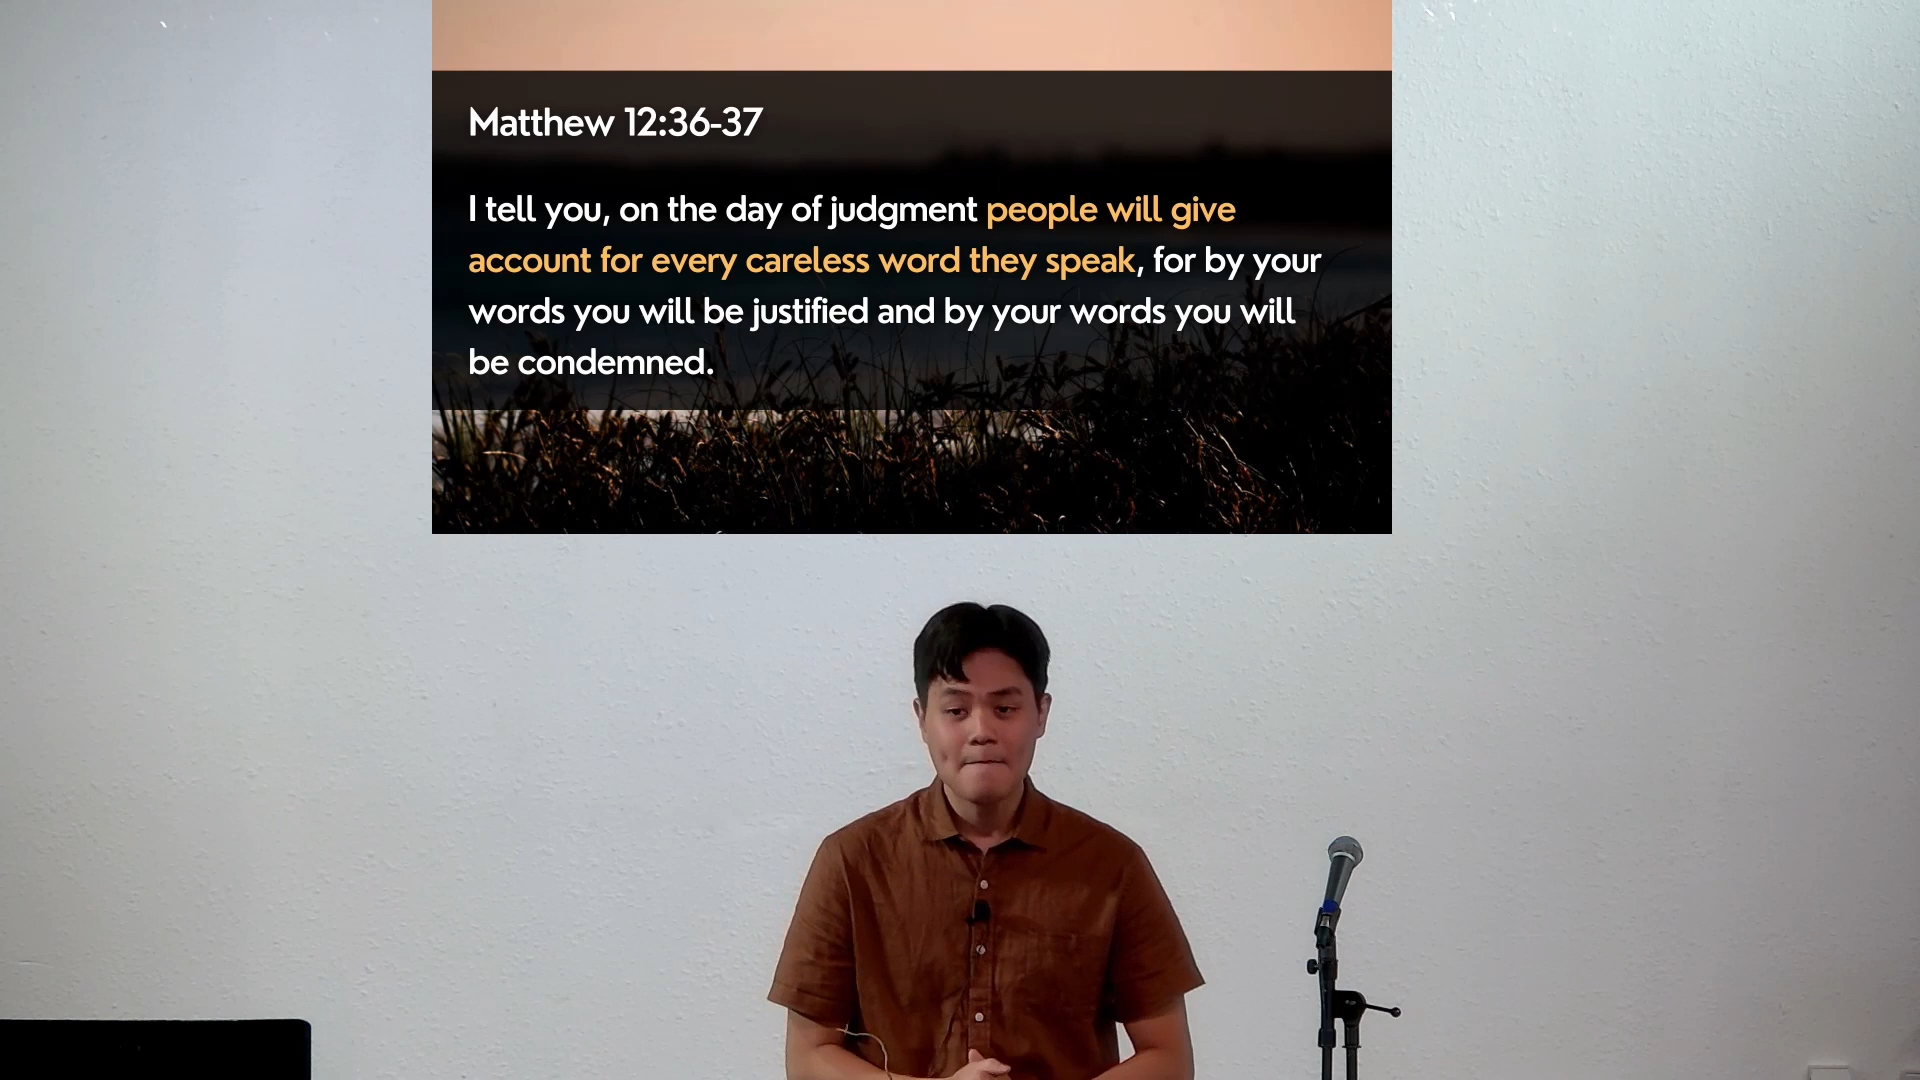 Matthew 12:36-37
I tell you, on the day of judgment people will give
account for every careless word they speak, for by your
words you will be justified and by your words you will
be condemned.